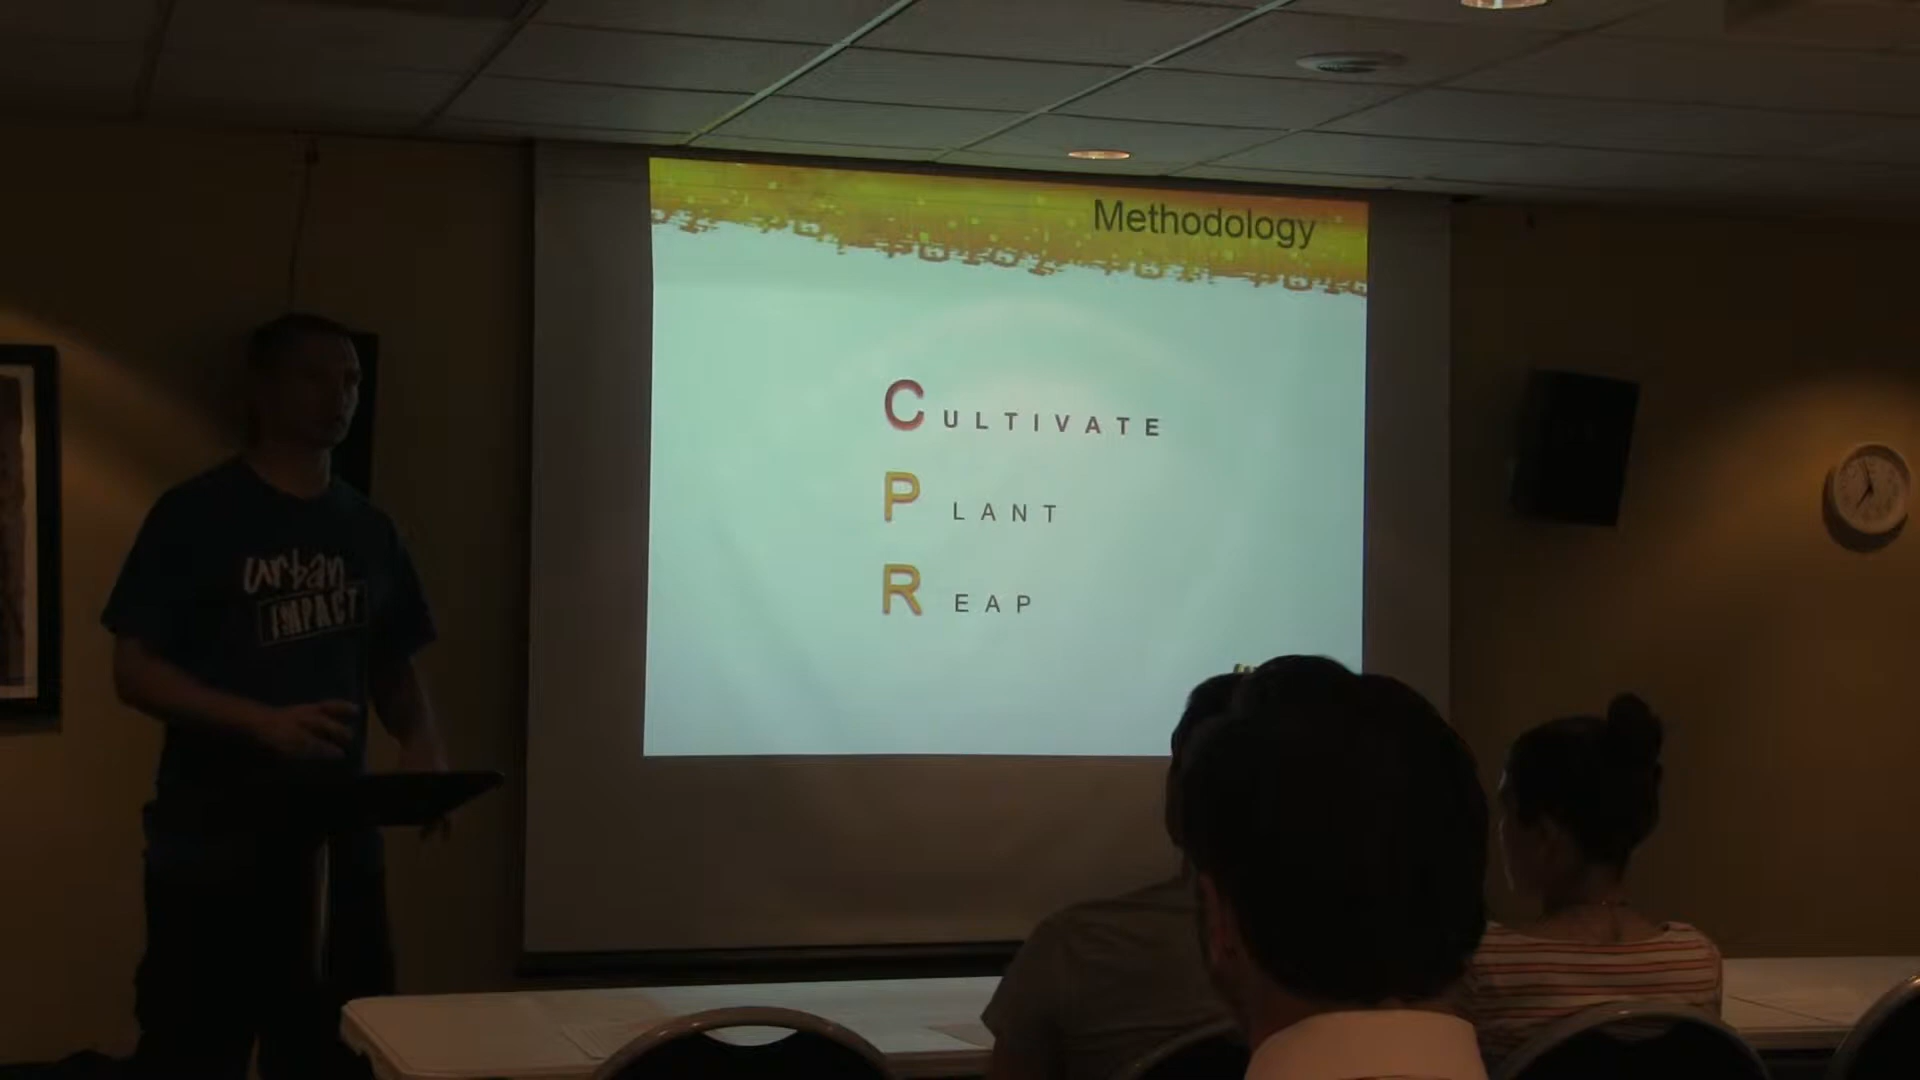 Methodology
CULTIVATE
PLANT
REAP
urban
IMPACT